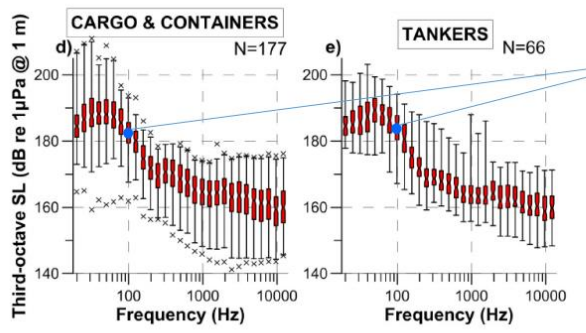 CARGO & CONTAINERS
d)
N=177
TANKERS
e)
N=66
Third-octave SL (dB re 1µPa @ 1 m)
200
180
160
140
200
180
160
140
100
1000
10000
100
1000
10000
Frequency (Hz)
Frequency (Hz)